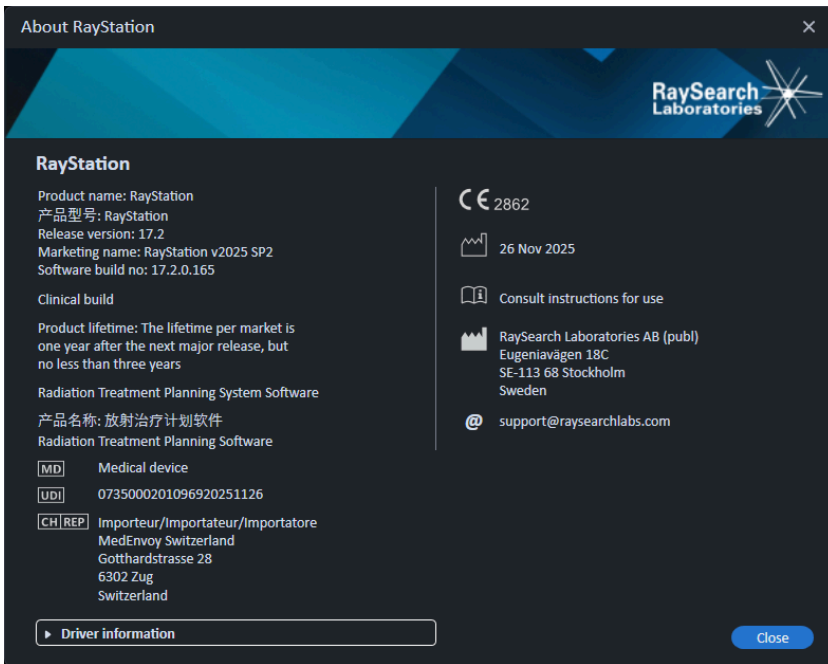 About RayStation
RaySearch
Laboratories
RayStation
Product name: RayStation
产品型号: RayStation
Release version: 17.2
Marketing name: RayStation v2025 SP2
Software build no: 17.2.0.165
Clinical build
Product lifetime: The lifetime per market is
one year after the next major release, but
no less than three years
Radiation Treatment Planning System Software
产品名称: 放射治疗计划软件
Radiation Treatment Planning Software
MD Medical device
UDI 0735000201096920251126
CH REP Importeur/Importateur/Importatore
MedEnvoy Switzerland
Gotthardstrasse 28
6302 Zug
Switzerland
Driver information
CE 2862
26 Nov 2025
Consult instructions for use
RaySearch Laboratories AB (publ)
Eugeniavägen 18C
SE-113 68 Stockholm
Sweden
@ support@raysearchlabs.com
Close